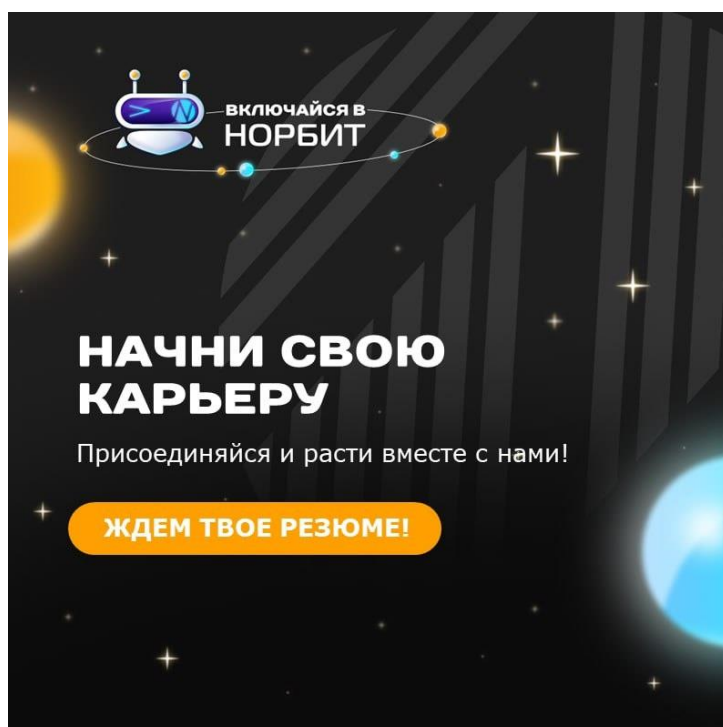 ВКЛЮЧАЙСЯ В
НОРБИТ
НАЧНИ СВОЮ
КАРЬЕРУ
Присоединяйся и расти вместе с нами!
ЖДЕМ ТВОЕ РЕЗЮМЕ!